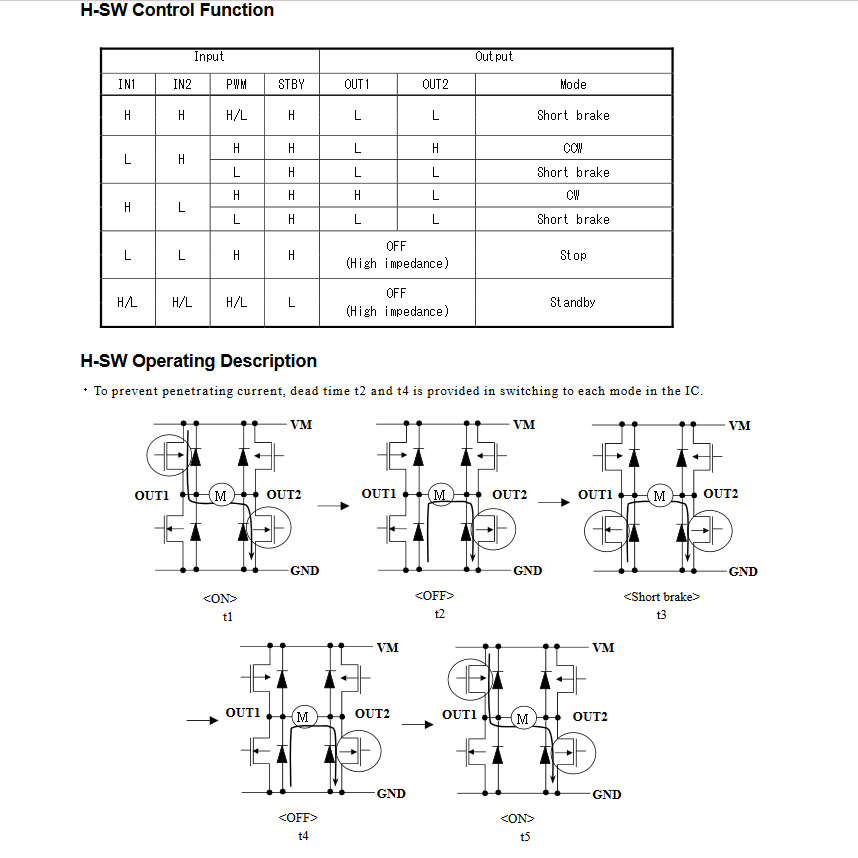 H-SW Control Function
Input Output
IN1 IN2 PWM STBY OUT1 OUT2 Mode
H H H/L H L L Short brake
L H H H L H CCW
L H L L Short brake
H L H H H L CW
L H L L Short brake
L L H H OFF (High impedance) Stop
H/L H/L H/L L OFF (High impedance) Standby
H-SW Operating Description
・To prevent penetrating current, dead time t2 and t4 is provided in switching to each mode in the IC.
VM VM VM
OUT1 M OUT2 OUT1 M OUT2 OUT1 M OUT2
GND GND GND
<ON> <OFF> <Short brake>
t1 t2 t3
VM VM
OUT1 M OUT2 OUT1 M OUT2
GND GND
<OFF> <ON>
t4 t5